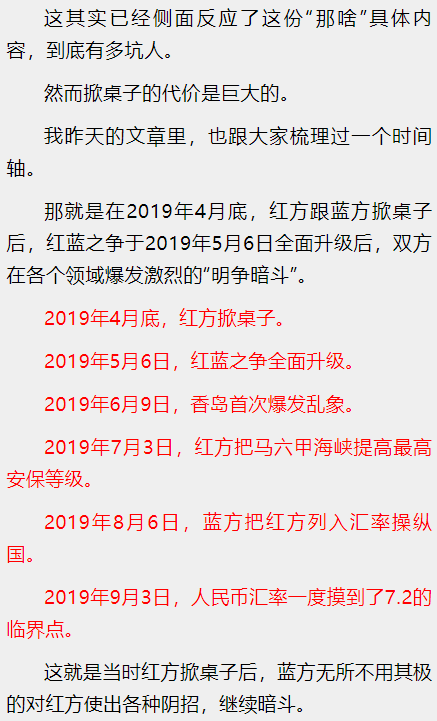 这其实已经侧面反应了这份“那啥”具体内
容，到底有多坑人。
然而掀桌子的代价是巨大的。
我昨天的文章里，也跟大家梳理过一个时间
轴。
那就是在2019年4月底，红方跟蓝方掀桌子
后，红蓝之争于2019年5月6日全面升级后，双方
在各个领域爆发激烈的“明争暗斗”。
2019年4月底，红方掀桌子。
2019年5月6日，红蓝之争全面升级。
2019年6月9日，香岛首次爆发乱象。
2019年7月3日，红方把马六甲海峡提高最高
安保等级。
2019年8月6日，蓝方把红方列入汇率操纵
国。
2019年9月3日，人民币汇率一度摸到了7.2的
临界点。
这就是当时红方掀桌子后，蓝方无所不用其极
的对红方使出各种阴招，继续暗斗。